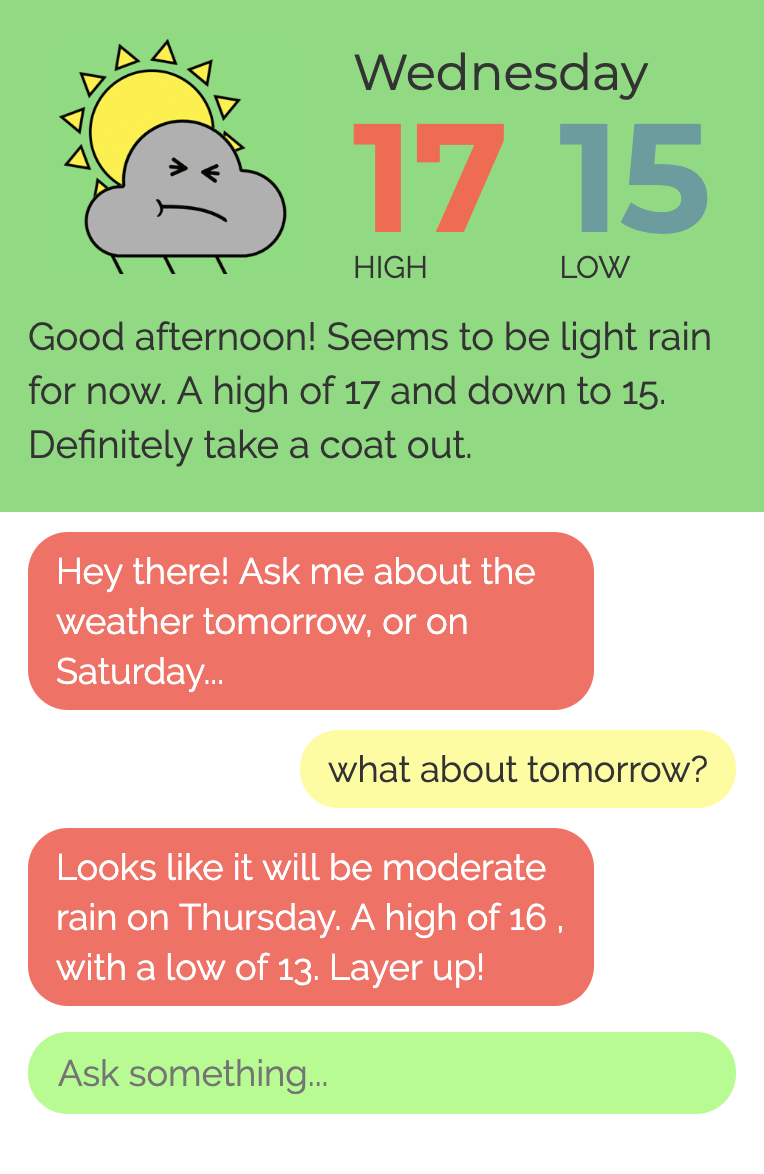 Wednesday
17 15
HIGH LOW
Good afternoon! Seems to be light rain
for now. A high of 17 and down to 15.
Definitely take a coat out.
Hey there! Ask me about the
weather tomorrow, or on
Saturday...
what about tomorrow?
Looks like it will be moderate
rain on Thursday. A high of 16 ,
with a low of 13. Layer up!
Ask something...